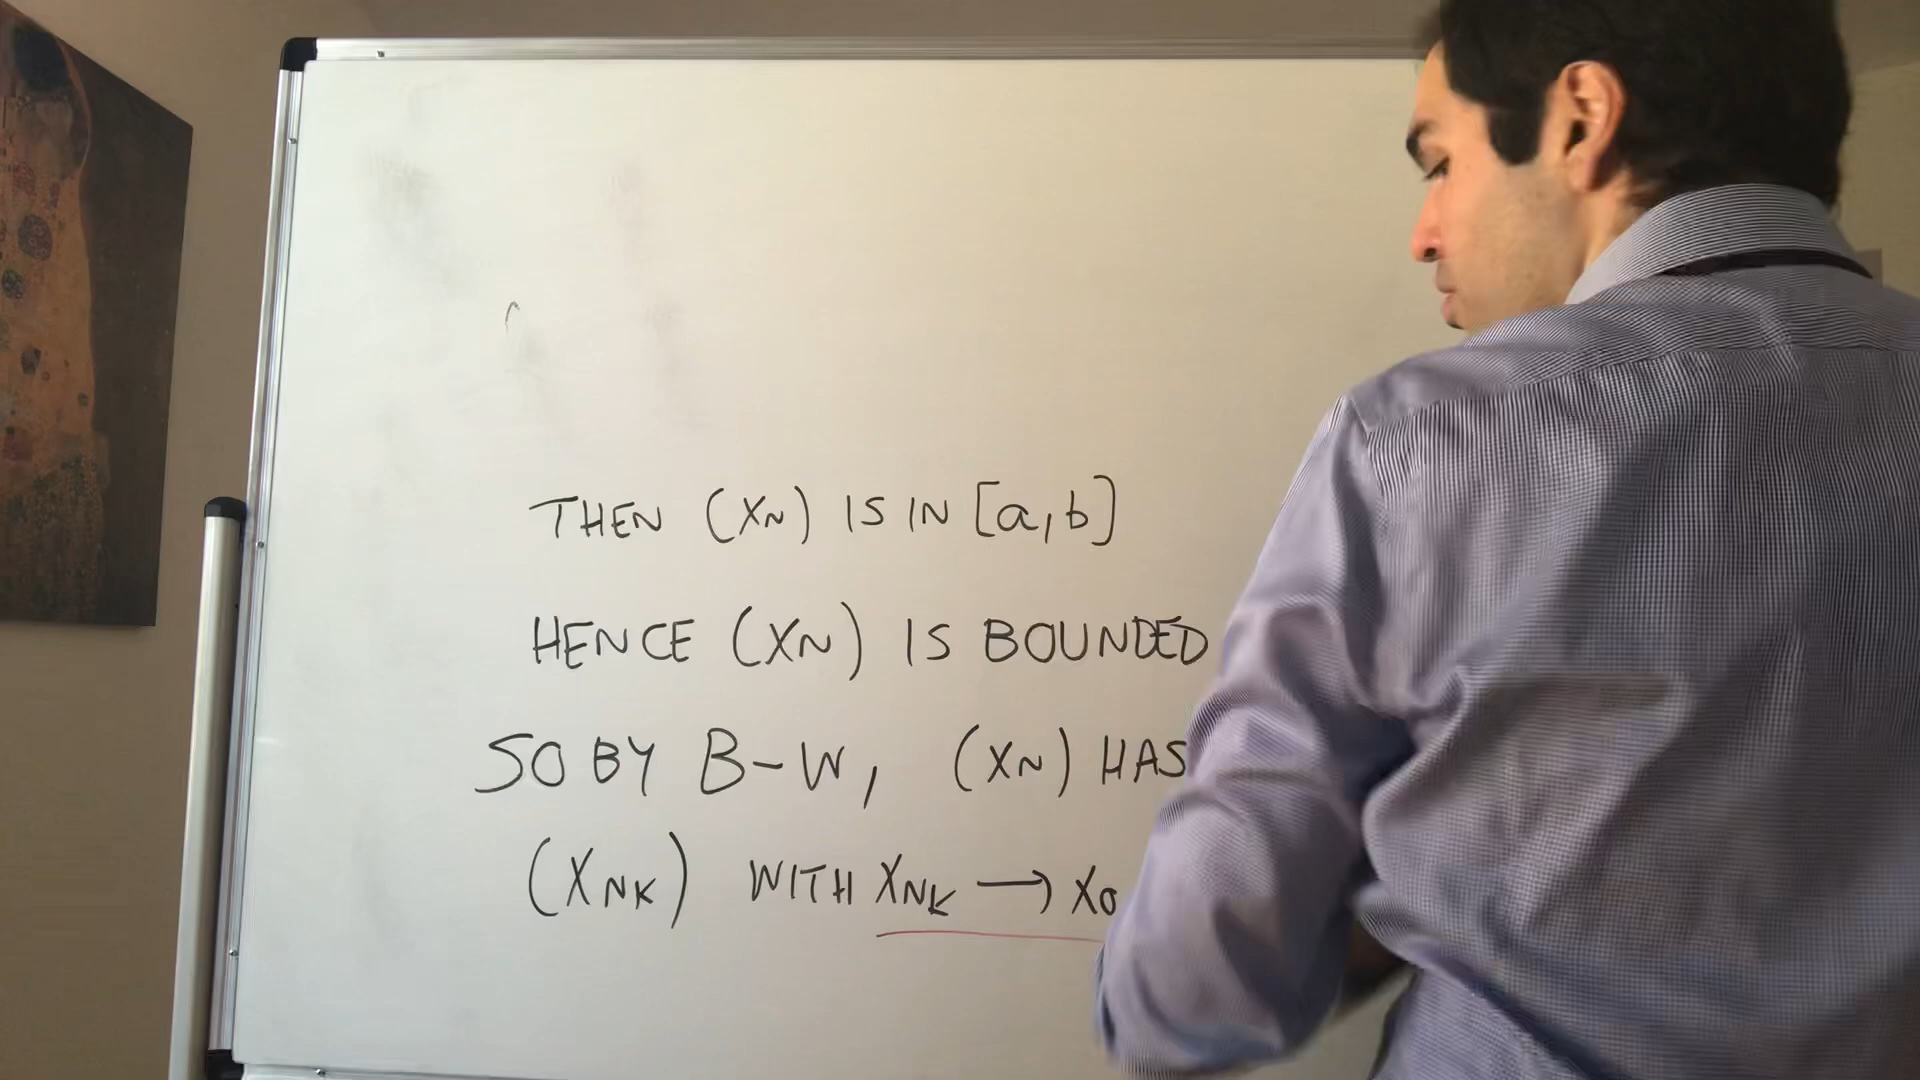 THEN (XN) IS IN [a,b]
HENCE (XN) IS BOUNDED
SO BY B-W, (XN) HAS
(XNK) WITH XNK → X0